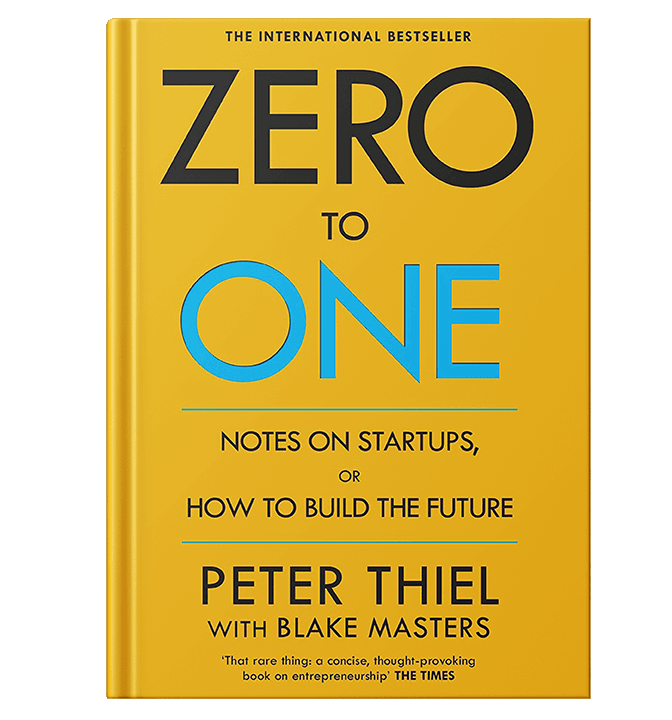 THE INTERNATIONAL BESTSELLER
ZERO
TO
ONE
NOTES ON STARTUPS,
OR
HOW TO BUILD THE FUTURE
PETER THIEL
WITH BLAKE MASTERS
‘That rare thing: a concise, thought-provoking
book on entrepreneurship’ THE TIMES